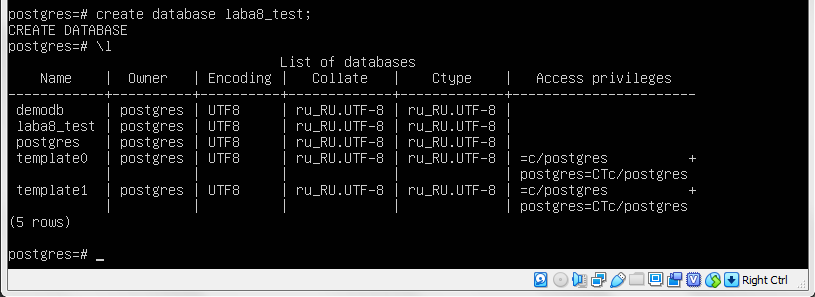 postgres=# create database laba8_test;
CREATE DATABASE
postgres=# \l
                                  List of databases
    Name    |  Owner   | Encoding |   Collate   |    Ctype    |   Access privileges
------------+----------+----------+-------------+-------------+-----------------------
 demodb     | postgres | UTF8     | ru_RU.UTF-8 | ru_RU.UTF-8 |
 laba8_test | postgres | UTF8     | ru_RU.UTF-8 | ru_RU.UTF-8 |
 postgres   | postgres | UTF8     | ru_RU.UTF-8 | ru_RU.UTF-8 |
 template0  | postgres | UTF8     | ru_RU.UTF-8 | ru_RU.UTF-8 | =c/postgres          +
            |          |          |             |             | postgres=CTc/postgres
 template1  | postgres | UTF8     | ru_RU.UTF-8 | ru_RU.UTF-8 | =c/postgres          +
            |          |          |             |             | postgres=CTc/postgres
(5 rows)
postgres=# _
Right Ctrl